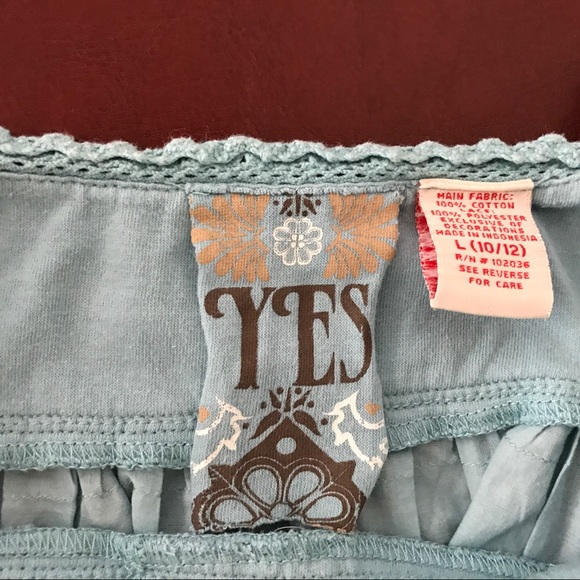 YES
MAIN FABRIC:
100% COTTON
LACE:
100% POLYESTER
EXCLUSIVE OF
DECORATIONS
MADE IN INDONESIA
L (10/12)
R/N # 102036
SEE REVERSE
FOR CARE